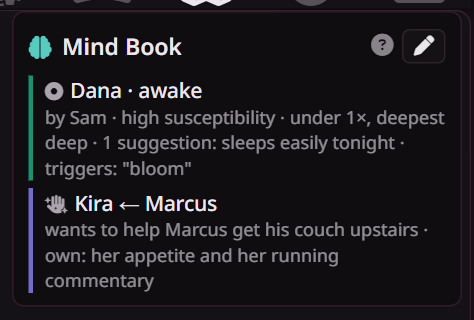 Mind Book
?
Dana · awake
by Sam · high susceptibility · under 1×, deepest
deep · 1 suggestion: sleeps easily tonight ·
triggers: "bloom"
Kira ← Marcus
wants to help Marcus get his couch upstairs ·
own: her appetite and her running
commentary